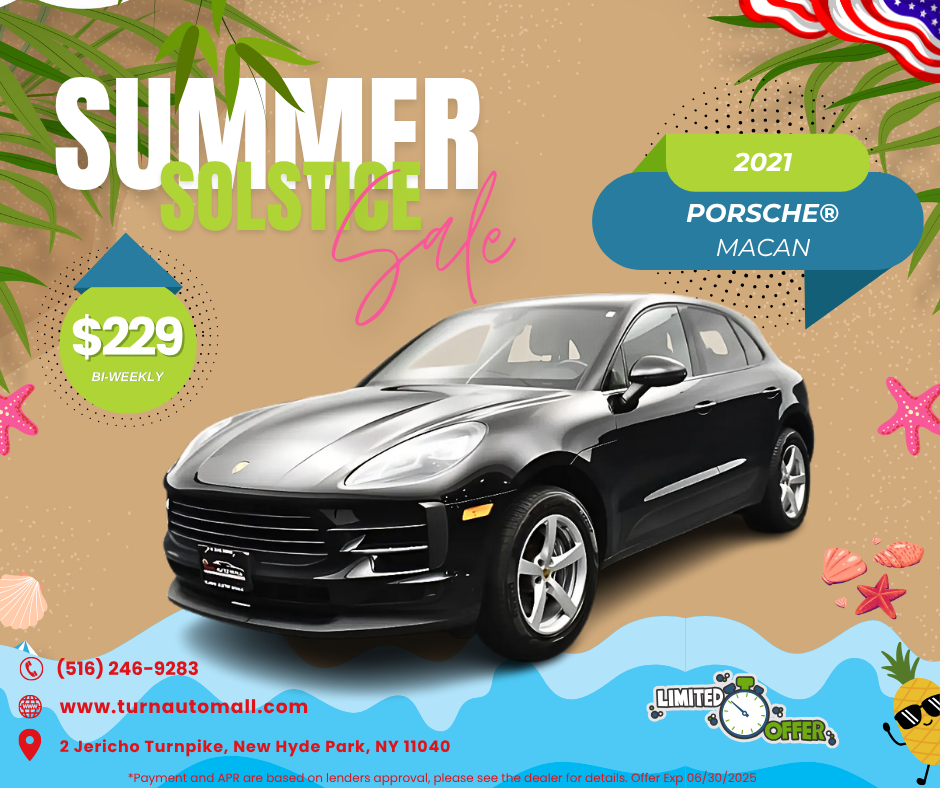 SUMMER
SOLSTICE
Sale
2021
PORSCHE®
MACAN
$229
BI-WEEKLY
(516) 246-9283
www.turnautomall.com
2 Jericho Turnpike, New Hyde Park, NY 11040
LIMITED
OFFER
*Payment and APR are based on lenders approval, please see the dealer for details. Offer Exp 06/30/2025